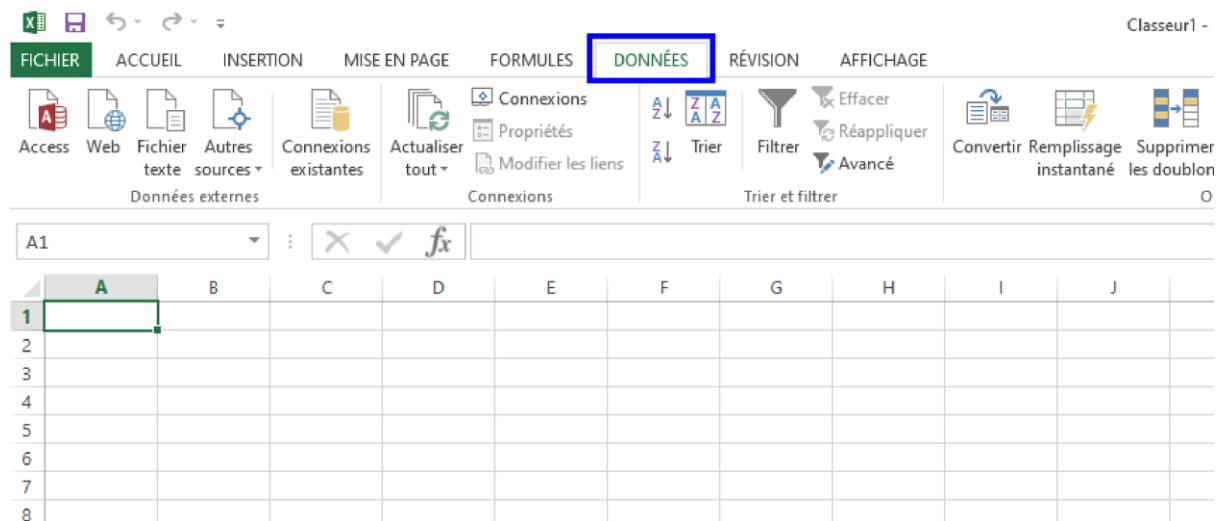 Classeur1 -
FICHIER ACCUEIL INSERTION MISE EN PAGE FORMULES DONNÉES RÉVISION AFFICHAGE
Access Web Fichier texte Autres sources Connexions existantes Actualiser tout Connexions Propriétés Modifier les liens Trier Filtrer Effacer Réappliquer Avancé Convertir Remplissage instantané Supprimer les doublon
Données externes Connexions Trier et filtrer O
A1 fx
A B C D E F G H I J
1
2
3
4
5
6
7
8